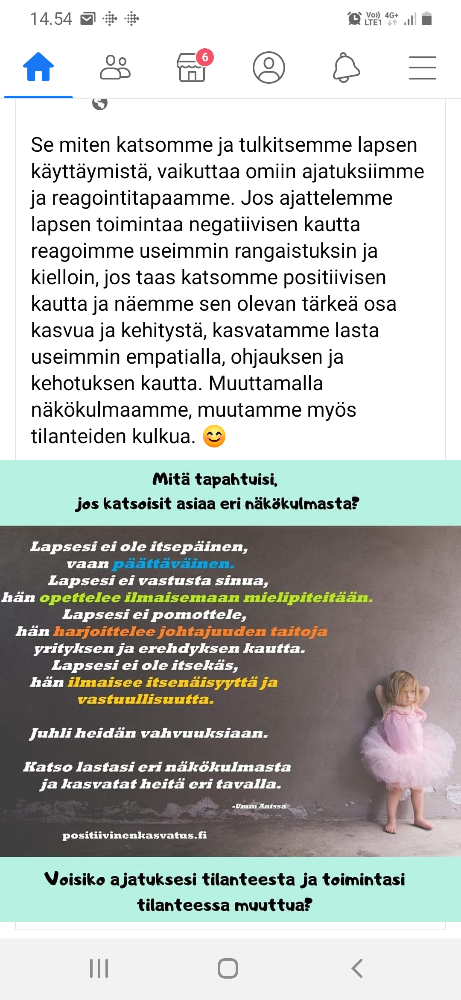 14.54
Vo))
LTE1
4G+
6
Se miten katsomme ja tulkitsemme lapsen
käyttäymistä, vaikuttaa omiin ajatuksiimme
ja reagointitapaamme. Jos ajattelemme
lapsen toimintaa negatiivisen kautta
reagoimme useimmin rangaistuksin ja
kielloin, jos taas katsomme positiivisen
kautta ja näemme sen olevan tärkeä osa
kasvua ja kehitystä, kasvatamme lasta
useimmin empatialla, ohjauksen ja
kehotuksen kautta. Muuttamalla
näkökulmaamme, muutamme myös
tilanteiden kulkua. 😊
Mitä tapahtuisi,
jos katsoisit asiaa eri näkökulmasta?
Lapsesi ei ole itsepäinen,
vaan päättäväinen.
Lapsesi ei vastusta sinua,
hän opettelee ilmaisemaan mielipiteitään.
Lapsesi ei pomottele,
hän harjoittelee johtajuuden taitoja
yrityksen ja erehdyksen kautta.
Lapsesi ei ole itsekäs,
hän ilmaisee itsenäisyyttä ja
vastuullisuutta.
Juhli heidän vahvuuksiaan.
Katso lastasi eri näkökulmasta
ja kasvatat heitä eri tavalla.
-Umm Anissa
positiivinenkasvatus.fi
Voisiko ajatuksesi tilanteesta ja toimintasi
tilanteessa muuttua?